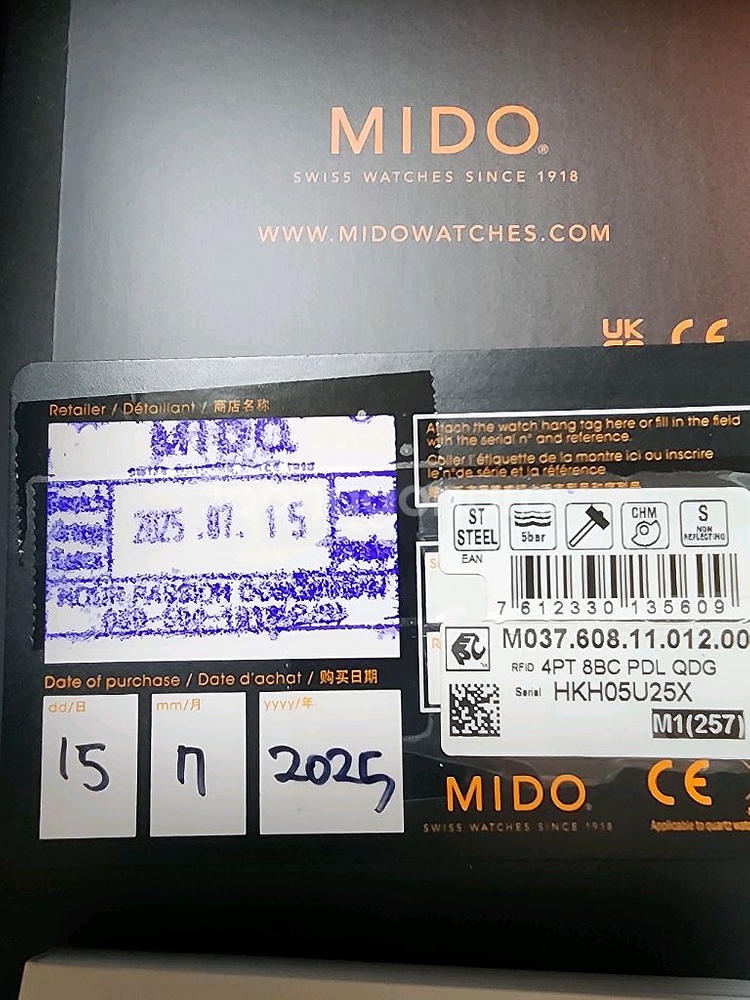 MIDO®
SWISS WATCHES SINCE 1918
WWW.MIDOWATCHES.COM
UK
CE
Retailer / Détaillant / 商店名称
MIDO
2025.07.15
Attach the watch hang tag here or fill in the field
with the serial n° and reference.
Coller l'étiquette de la montre ici ou inscrire
le n° de série et la référence
ST
STEEL
5bar
CHM
S
NON
REFLECTING
EAN
7 612330 135609
M037.608.11.012.00
RFID 4PT 8BC PDL QDG
Serial HKH05U25X
M1(257)
Date of purchase / Date d'achat / 购买日期
dd/日
mm/月
yyyy/年
15
7
2025
MIDO®
SWISS WATCHES SINCE 1918
CE
Applicable to quartz